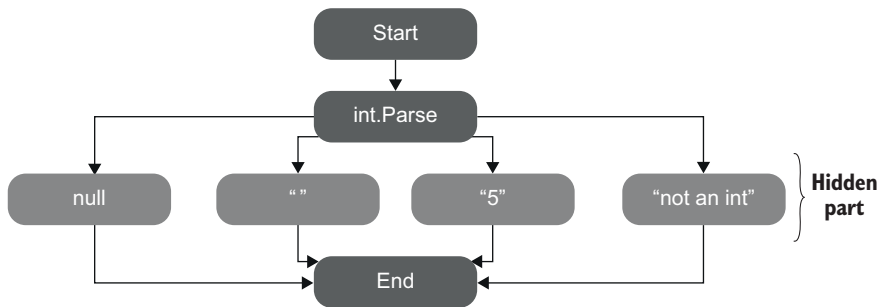 Start
int.Parse
null
“ ”
“5”
“not an int”
Hidden
part
End